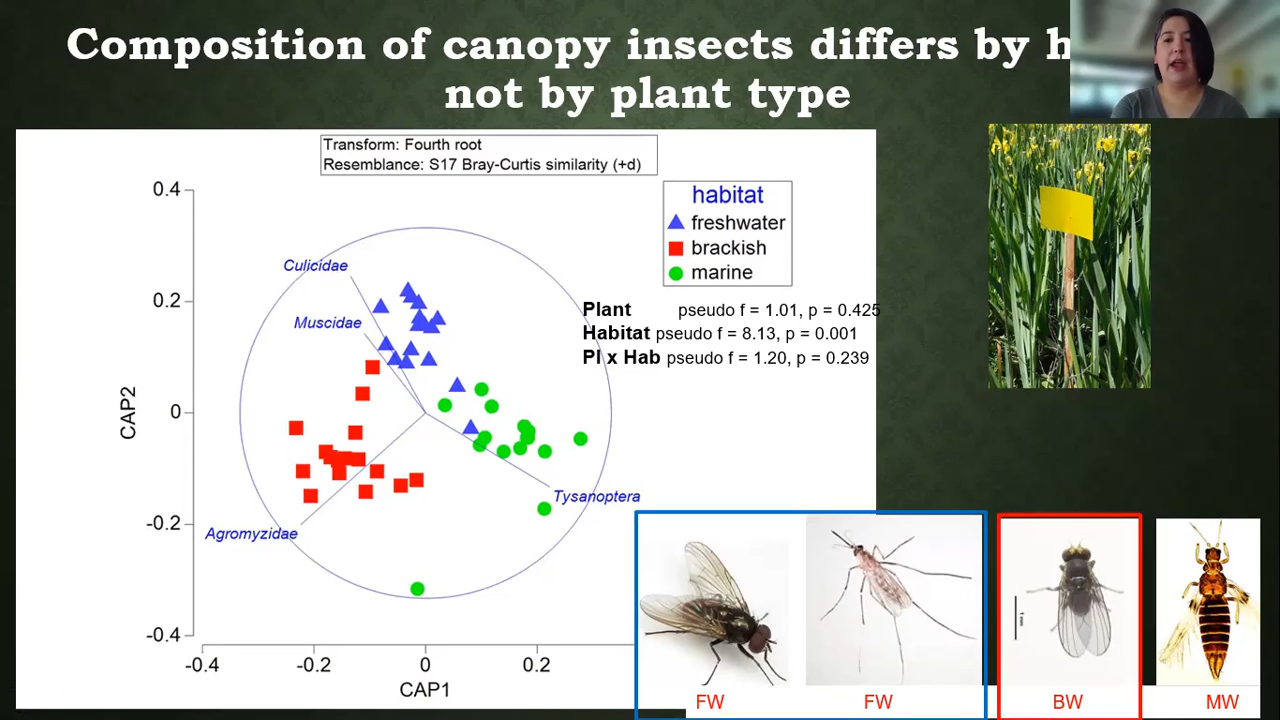 Composition of canopy insects differs by
not by plant type
Transform: Fourth root
Resemblance: S17 Bray-Curtis similarity (+d)
habitat
freshwater
brackish
marine
Plant pseudo f = 1.01, p = 0.425
Habitat pseudo f = 8.13, p = 0.001
Pl x Hab pseudo f = 1.20, p = 0.239
0.4
0.2
0
-0.2
-0.4
CAP2
Culicidae
Muscidae
Agromyzidae
Tysanoptera
-0.4 -0.2 0 0.2
CAP1
FW FW BW MW